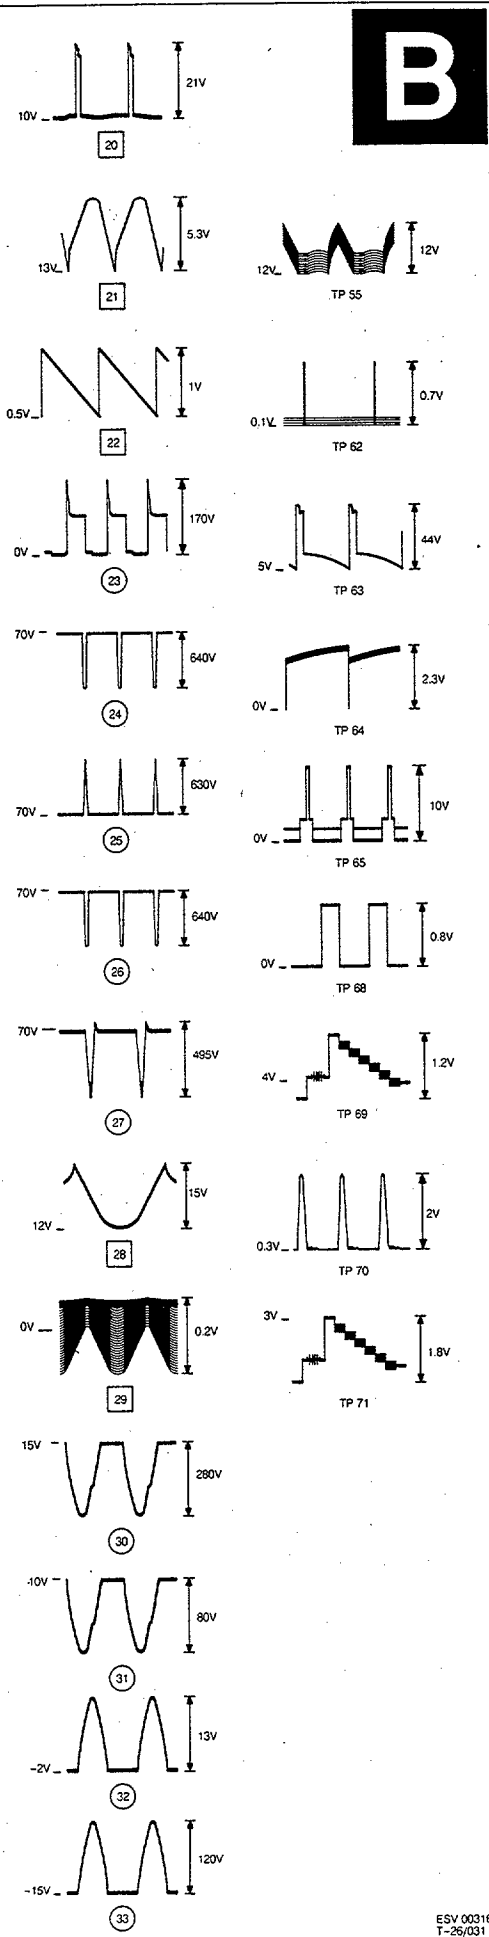 B
21V
10V
20
5.3V
13V
21
12V
12V
TP 55
1V
0.5V
22
0.7V
0.1V
TP 62
170V
0V
23
44V
5V
TP 63
70V
640V
24
2.3V
0V
TP 64
630V
70V
25
10V
0V
TP 65
70V
640V
26
0.8V
0V
TP 68
70V
495V
27
1.2V
4V
TP 69
15V
12V
28
2V
0.3V
TP 70
0V
0.2V
29
3V
1.8V
TP 71
15V
280V
30
-10V
80V
31
13V
-2V
32
120V
-15V
33
ESV 00316
T-26/031